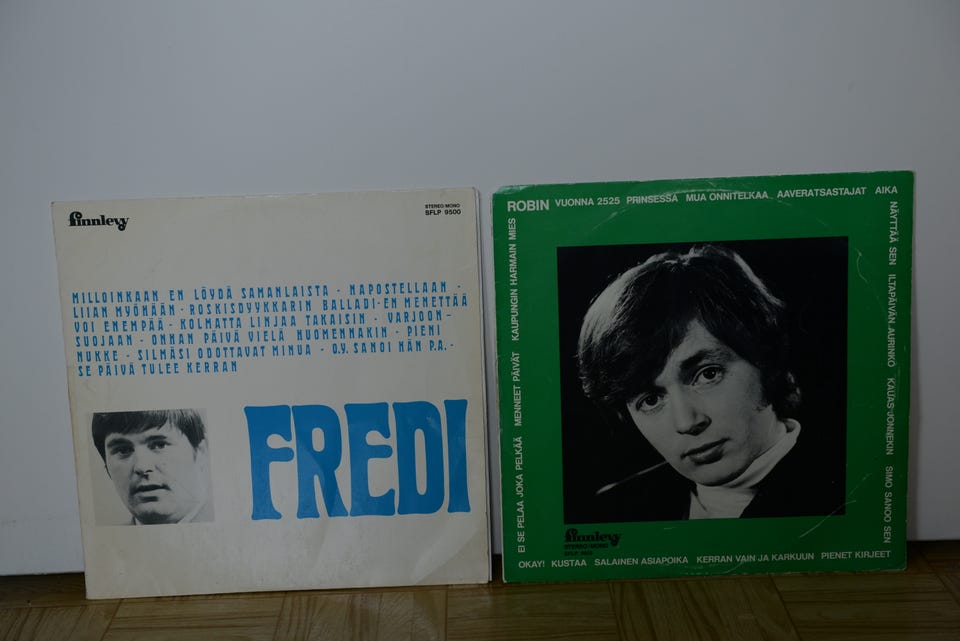 finnlevy
STEREO/MONO
SFLP 9500
MILLOINKAAN EN LÖYDÄ SAMANLAISTA - NAPOSTELLAAN -
LIIAN MYÖHÄÄN - ROSKISDYYKKARIN BALLADI - EN MENETTÄÄ
VOI ENEMPÄÄ - KOLMATTA LINJAA TAKAISIN - VARJOON-
SUOJAAN - ONNAN PÄIVÄ VIELÄ HUOMENNAKIN - PIENI
NUKKE - SILMÄSI ODOTTAVAT MINUA - O.Y. SANOI HÄN P.A. -
SE PÄIVÄ TULEE KERRAN
FREDI
ROBIN VUONNA 2525 PRINSESSA MUA ONNITELKAA AAVERATSASTAJAT AIKA
NÄYTTÄÄ SEN ILTAPÄIVÄN AURINKO KAUAS JONNEKIN SIMO SANOO SEN
EI SE PELAA JOKA PELKÄÄ MENNEET PÄIVÄT KAUPUNGIN HARMAIN MIES
finnlevy
STEREO/MONO
SFLP
OKAY! KUSTAA SALAINEN ASIAPOIKA KERRAN VAIN JA KARKUUN PIENET KIRJEET